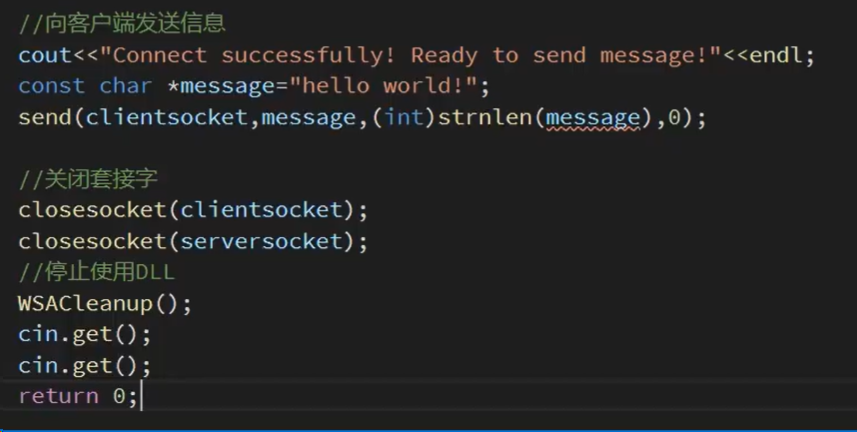 //向客户端发送信息
cout<<"Connect successfully! Ready to send message!"<<endl;
const char *message="hello world!";
send(clientsocket,message,(int)strnlen(message),0);
//关闭套接字
closesocket(clientsocket);
closesocket(serversocket);
//停止使用DLL
WSACleanup();
cin.get();
cin.get();
return 0;